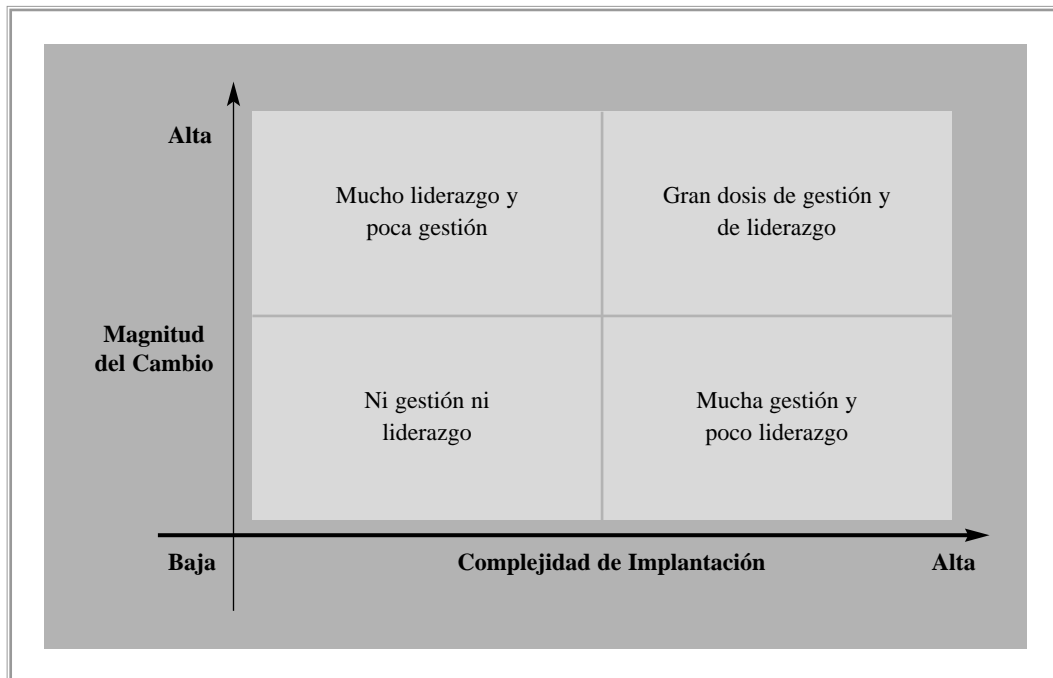 Alta
Mucho liderazgo y
poca gestión
Gran dosis de gestión y
de liderazgo
Magnitud
del Cambio
Ni gestión ni
liderazgo
Mucha gestión y
poco liderazgo
Baja
Complejidad de Implantación
Alta